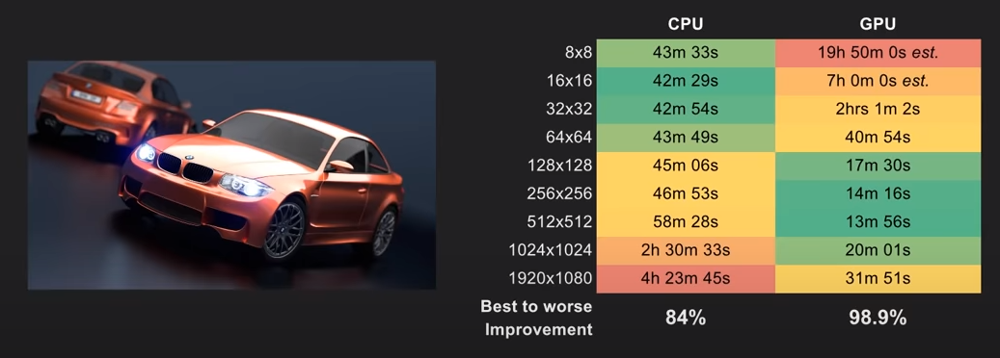 CPU GPU
8x8 43m 33s 19h 50m 0s est.
16x16 42m 29s 7h 0m 0s est.
32x32 42m 54s 2hrs 1m 2s
64x64 43m 49s 40m 54s
128x128 45m 06s 17m 30s
256x256 46m 53s 14m 16s
512x512 58m 28s 13m 56s
1024x1024 2h 30m 33s 20m 01s
1920x1080 4h 23m 45s 31m 51s
Best to worse
Improvement 84% 98.9%